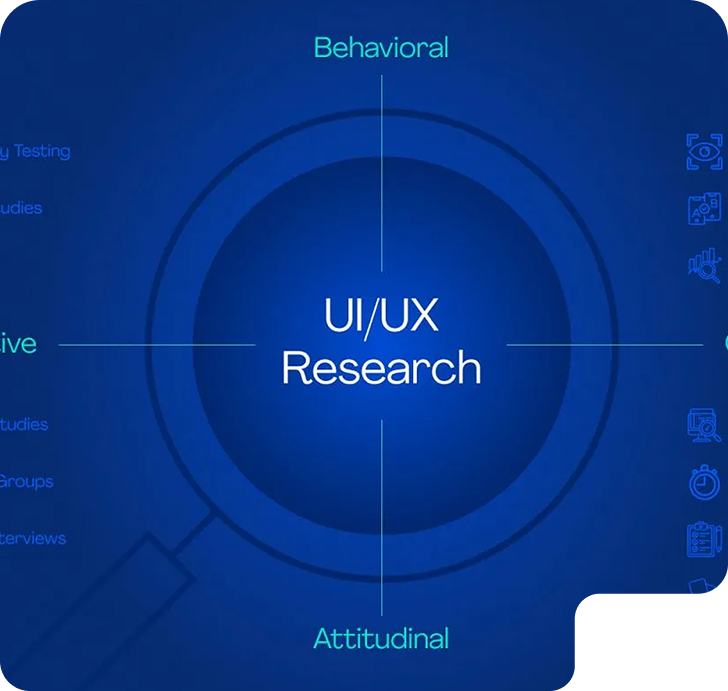 Behavioral
y Testing
udies
A B
UI/UX
Research
ive
tudies
Groups
terviews
Attitudinal